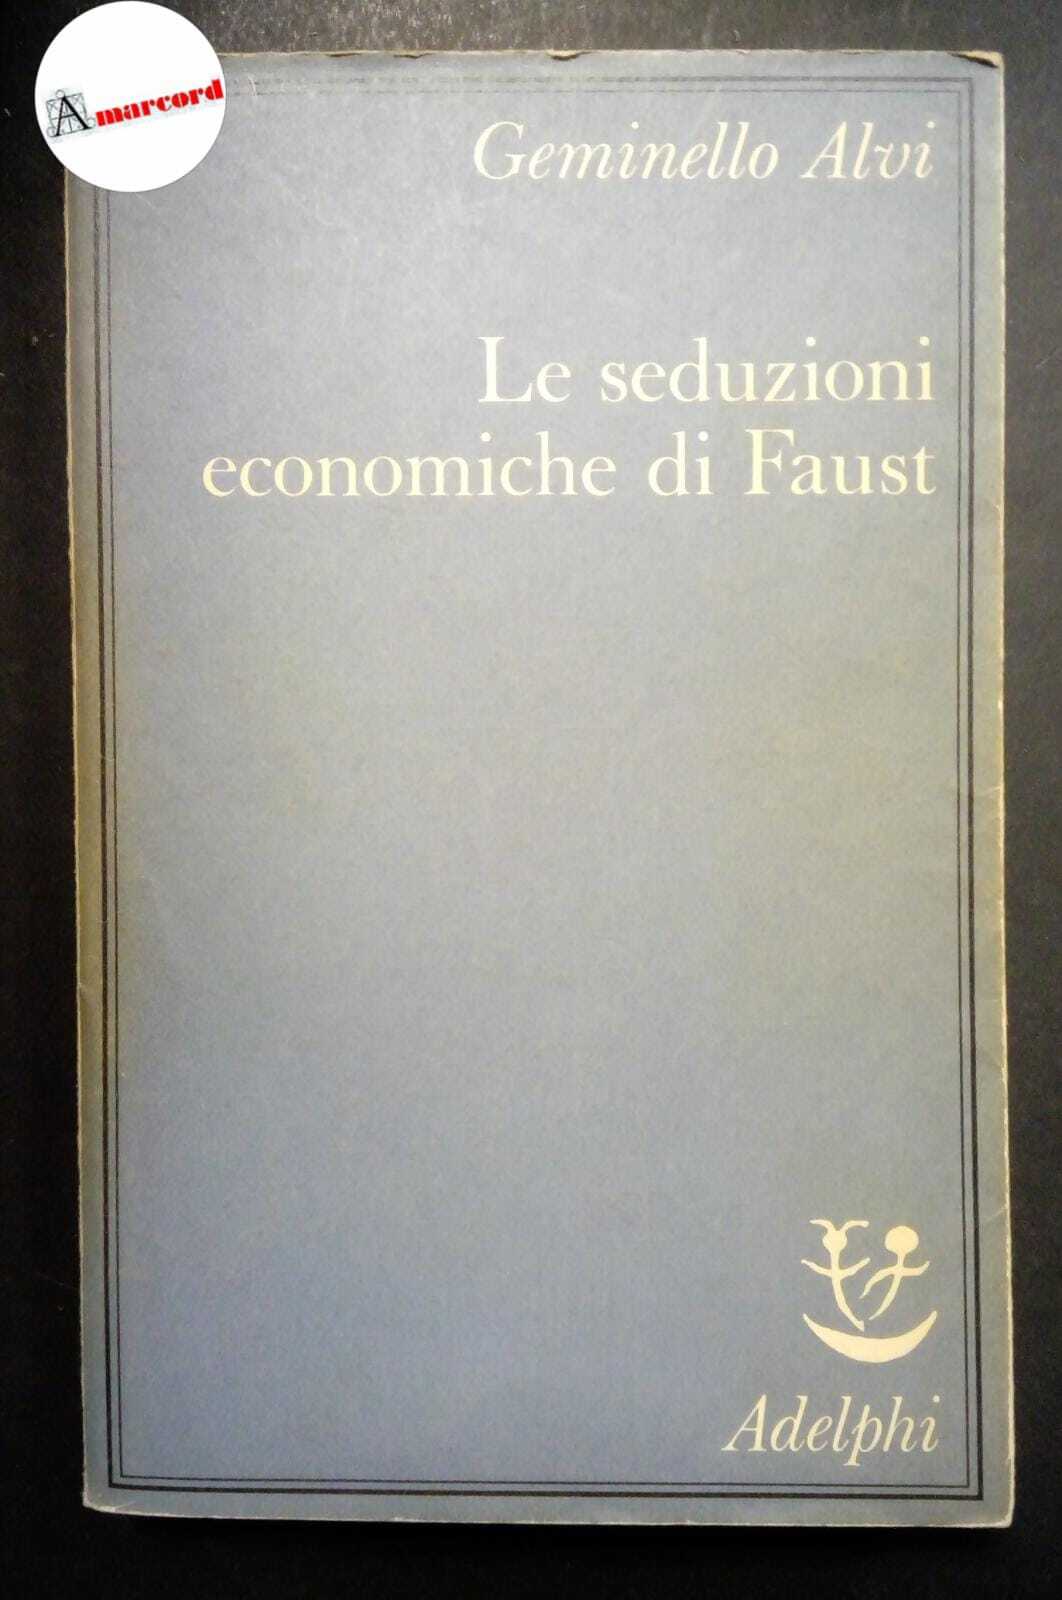 Amarcord
Geminello Alvi
Le seduzioni
economiche di Faust
Adelphi